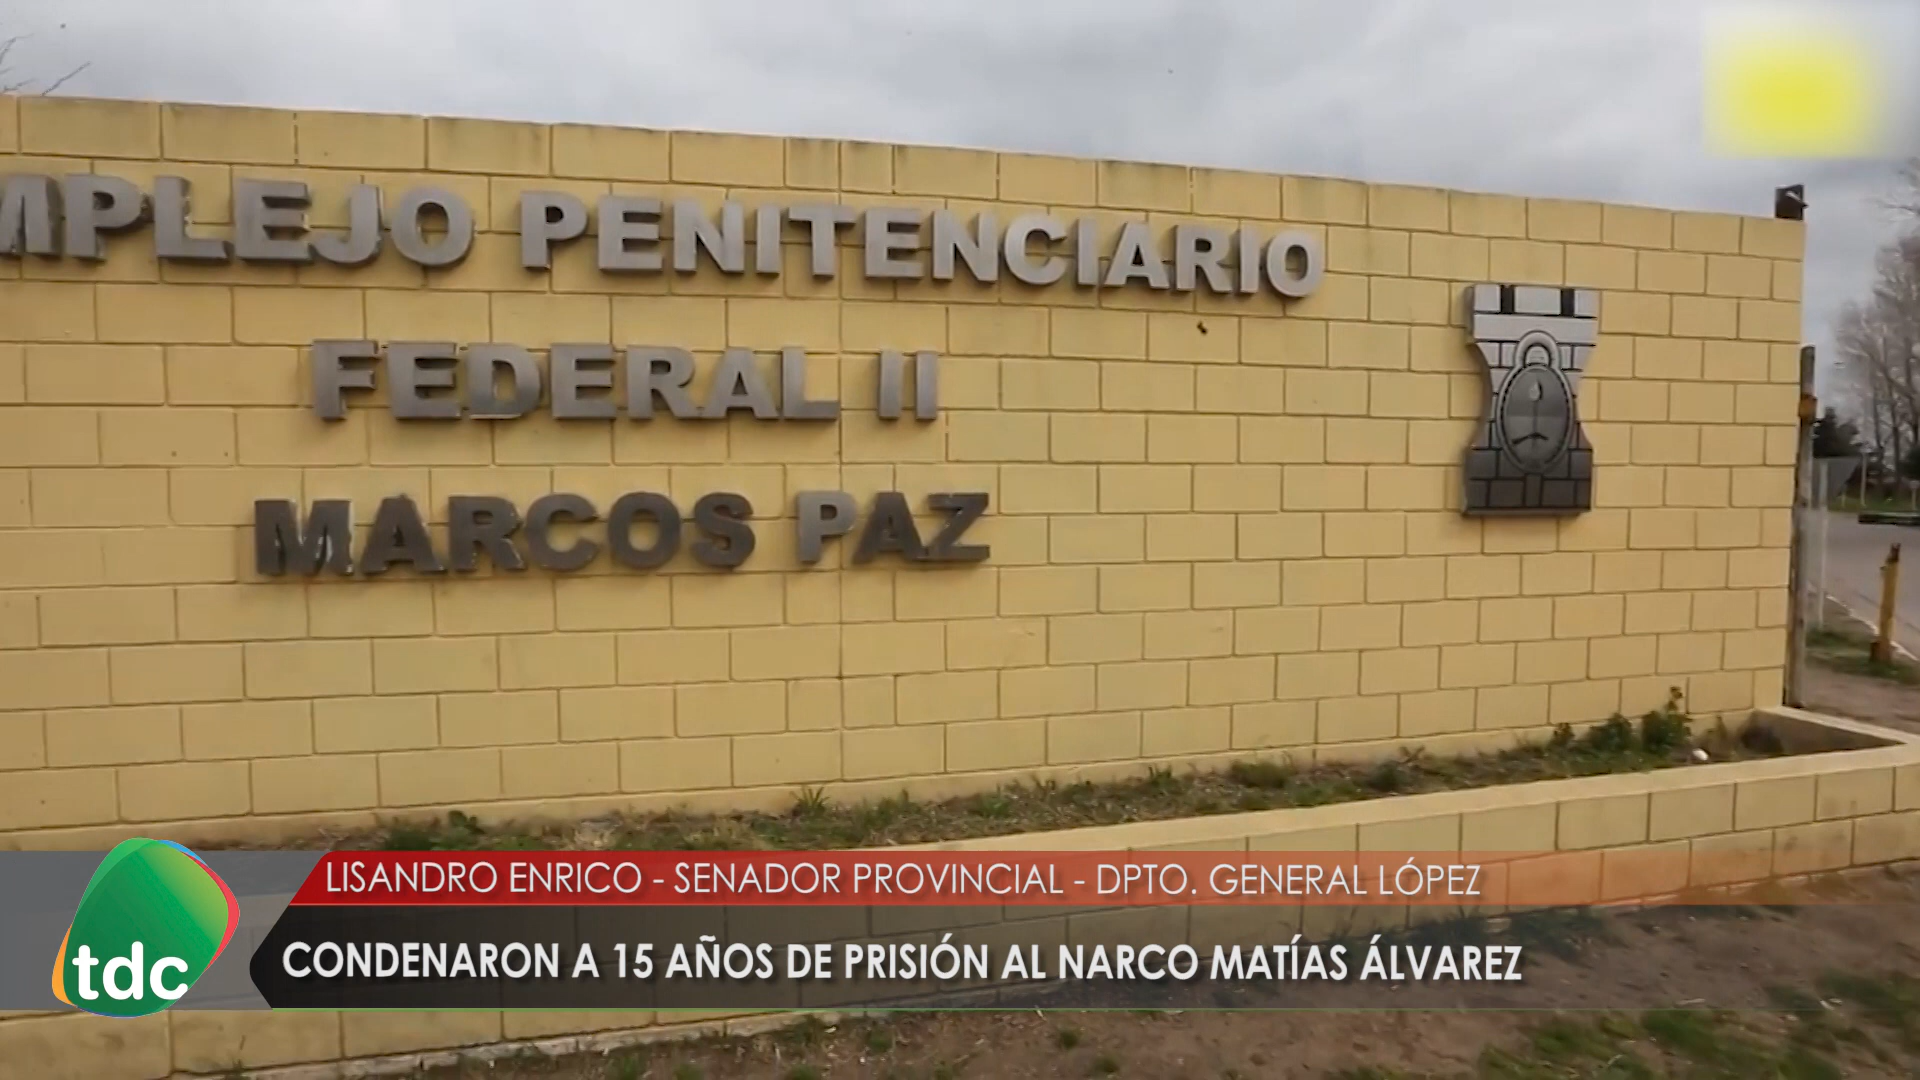 MPLEJO PENITENCIARIO
FEDERAL II
MARCOS PAZ
LISANDRO ENRICO - SENADOR PROVINCIAL - DPTO. GENERAL LÓPEZ
CONDENARON A 15 AÑOS DE PRISIÓN AL NARCO MATÍAS ÁLVAREZ
tdc